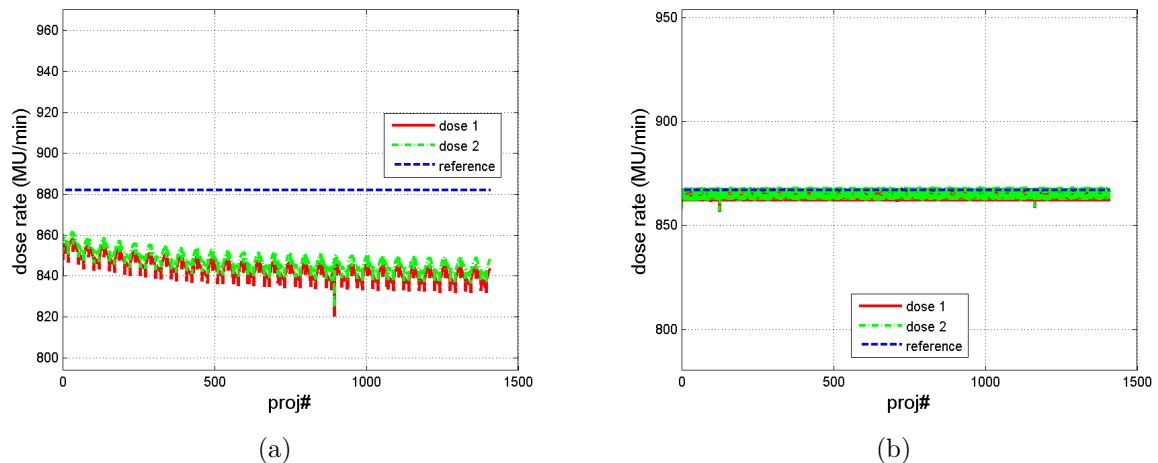 960
940
920
900
880
860
840
820
800
0
500
1000
1500
dose rate (MU/min)
proj#
dose 1
dose 2
reference
(a)
950
900
850
800
0
500
1000
1500
dose rate (MU/min)
proj#
dose 1
dose 2
reference
(b)